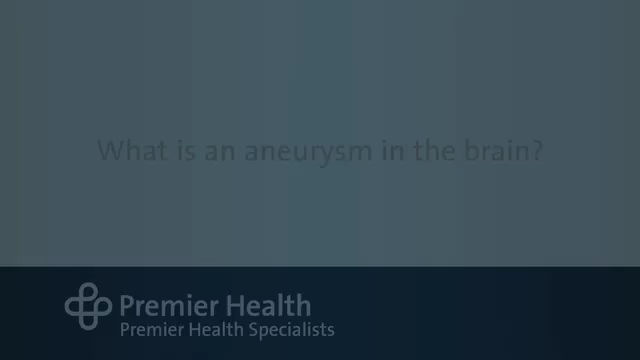 What is an aneurysm in the brain?
Premier Health
Premier Health Specialists